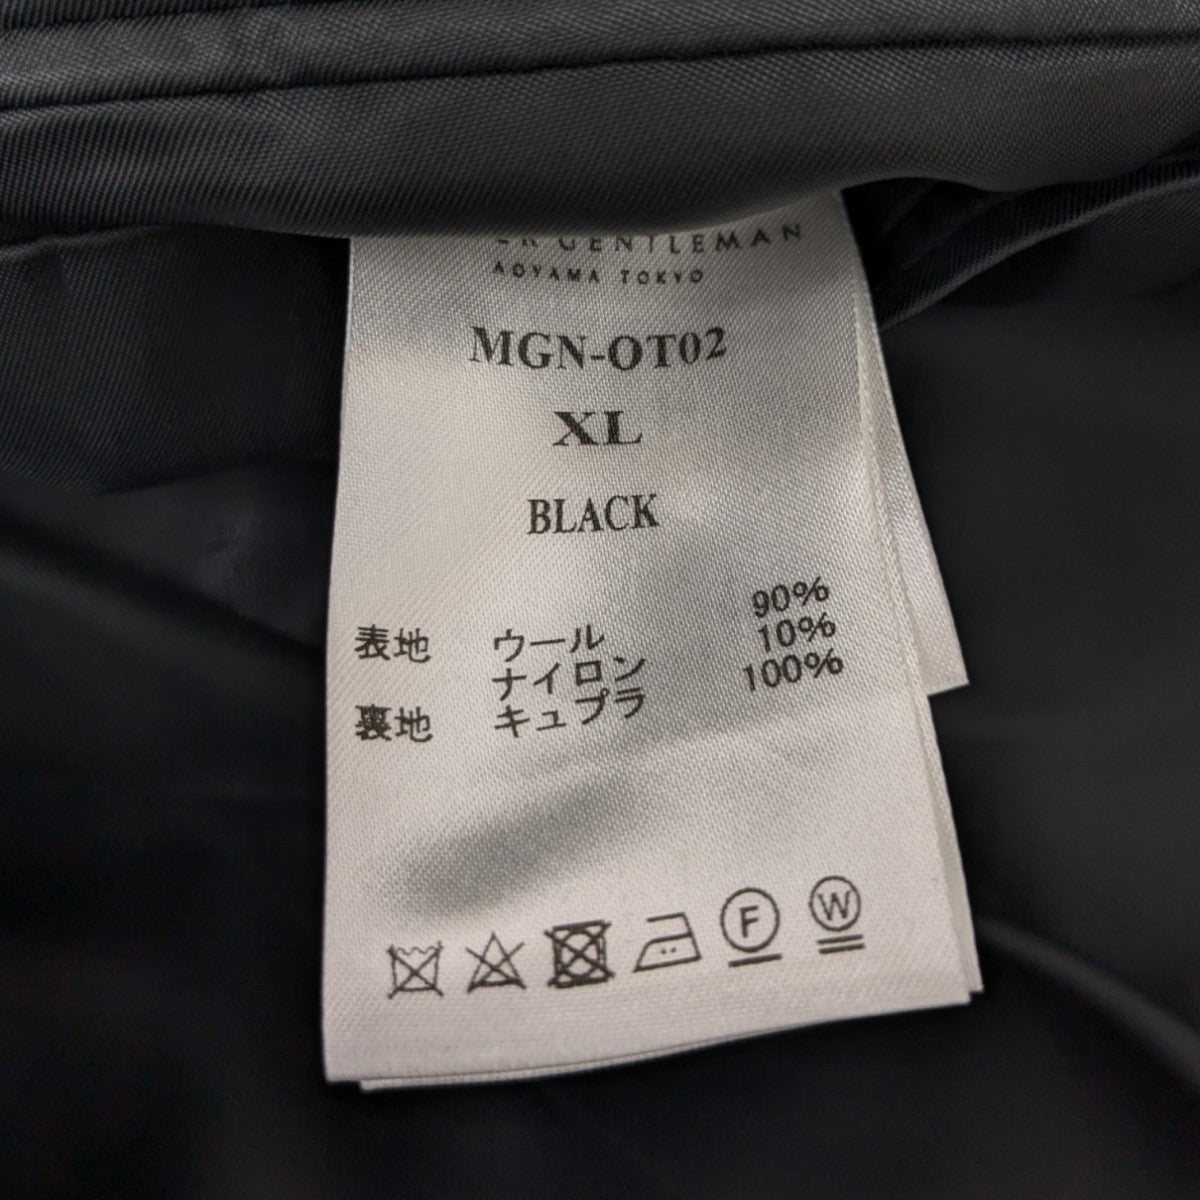 GENTLEMAN
AOYAMA TOKYO
MGN-OT02
XL
BLACK
表地 ウール 90%
ナイロン 10%
裏地 キュプラ 100%
F W